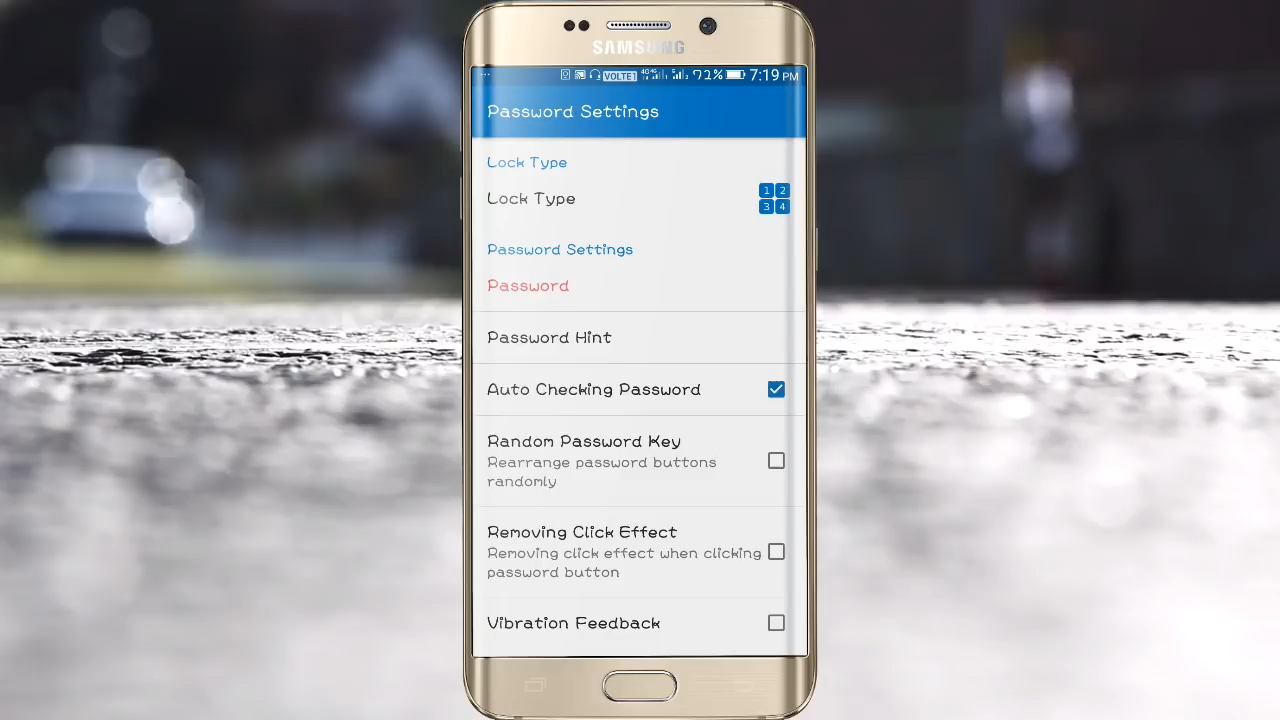 SAMSUNG
VOLTE1 4G+ 72% 7:19 PM
Password Settings
Lock Type
Lock Type
1 2
3 4
Password Settings
Password
Password Hint
Auto Checking Password
Random Password Key
Rearrange password buttons
randomly
Removing Click Effect
Removing click effect when clicking
password button
Vibration Feedback